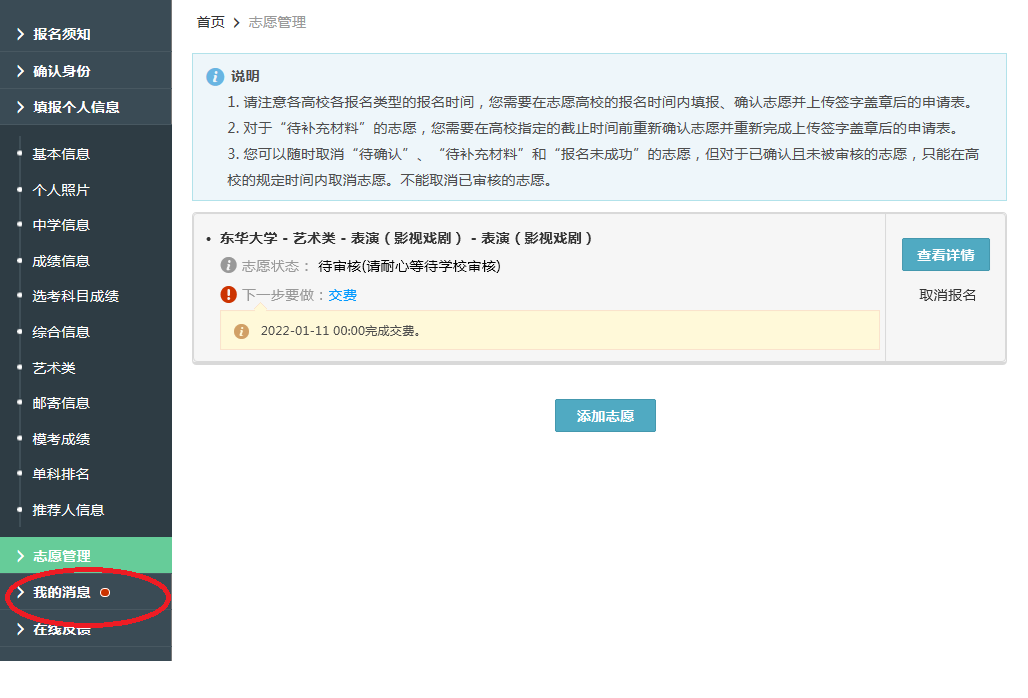 报名须知
确认身份
填报个人信息
基本信息
个人照片
中学信息
成绩信息
选考科目成绩
综合信息
艺术类
邮寄信息
模考成绩
单科排名
推荐人信息
志愿管理
我的消息
在线反馈
首页 > 志愿管理
说明
1. 请注意各高校各报名类型的报名时间，您需要在志愿高校的报名时间内填报、确认志愿并上传签字盖章后的申请表。
2. 对于“待补充材料”的志愿，您需要在高校指定的截止时间前重新确认志愿并重新完成上传签字盖章后的申请表。
3. 您可以随时取消“待确认”、“待补充材料”和“报名未成功”的志愿，但对于已确认且未被审核的志愿，只能在高
校的规定时间内取消志愿。不能取消已审核的志愿。
• 东华大学 - 艺术类 - 表演（影视戏剧） - 表演（影视戏剧）
志愿状态： 待审核(请耐心等待学校审核)
下一步要做：交费
2022-01-11 00:00完成交费。
查看详情
取消报名
添加志愿